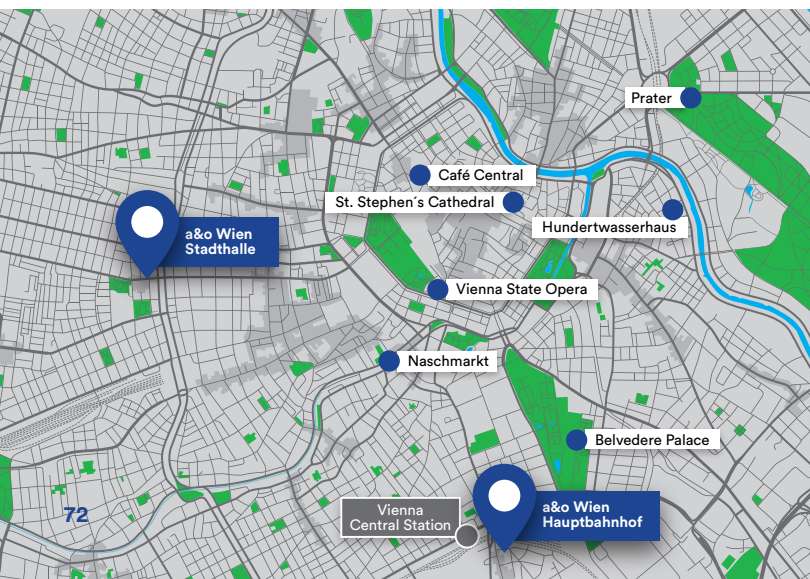 Prater
Café Central
St. Stephen´s Cathedral
Hundertwasserhaus
a&o Wien
Stadthalle
Vienna State Opera
Naschmarkt
Belvedere Palace
72
Vienna
Central Station
a&o Wien
Hauptbahnhof